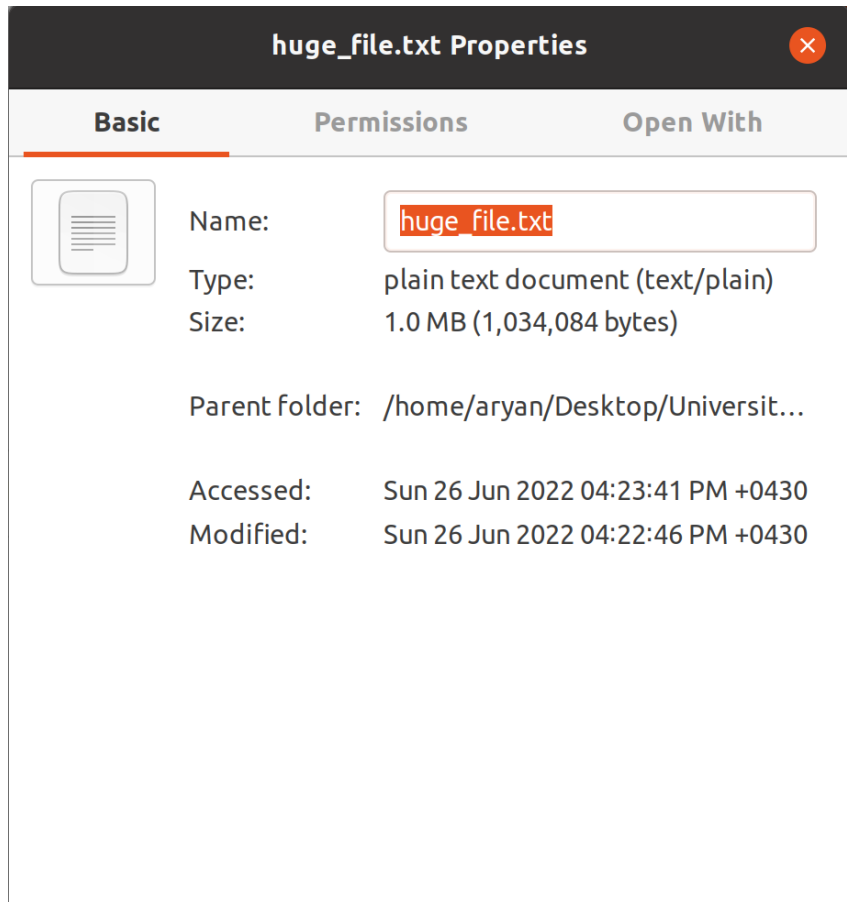 huge_file.txt Properties
Basic Permissions Open With
Name: huge_file.txt
Type: plain text document (text/plain)
Size: 1.0 MB (1,034,084 bytes)
Parent folder: /home/aryan/Desktop/Universit...
Accessed: Sun 26 Jun 2022 04:23:41 PM +0430
Modified: Sun 26 Jun 2022 04:22:46 PM +0430